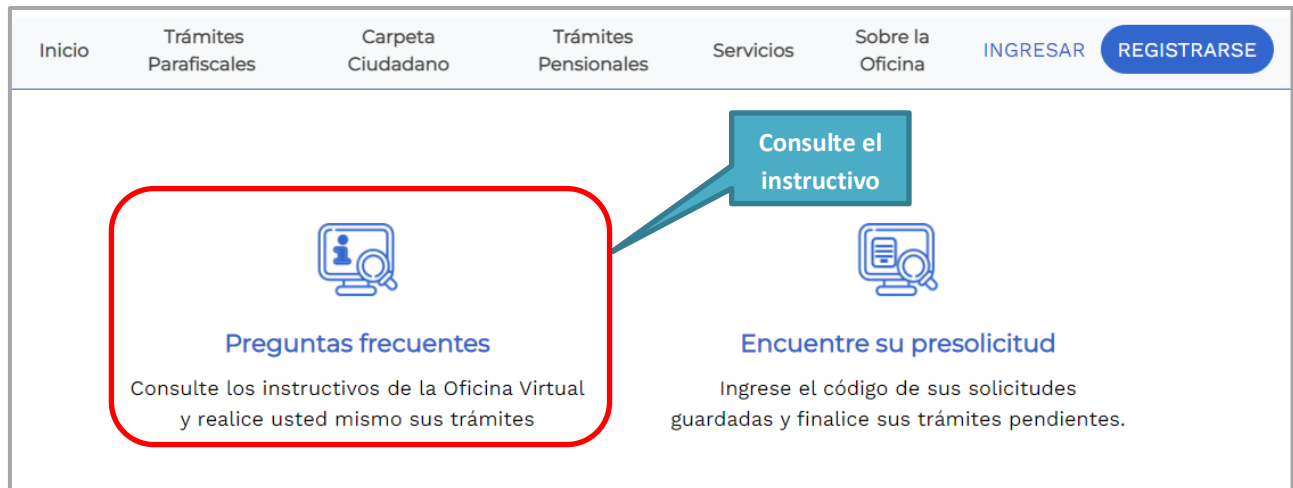 Inicio
Trámites
Parafiscales
Carpeta
Ciudadano
Trámites
Pensionales
Servicios
Sobre la
Oficina
INGRESAR
REGISTRARSE
Consulte el
instructivo
Preguntas frecuentes
Consulte los instructivos de la Oficina Virtual
y realice usted mismo sus trámites
Encuentre su presolicitud
Ingrese el código de sus solicitudes
guardadas y finalice sus trámites pendientes.